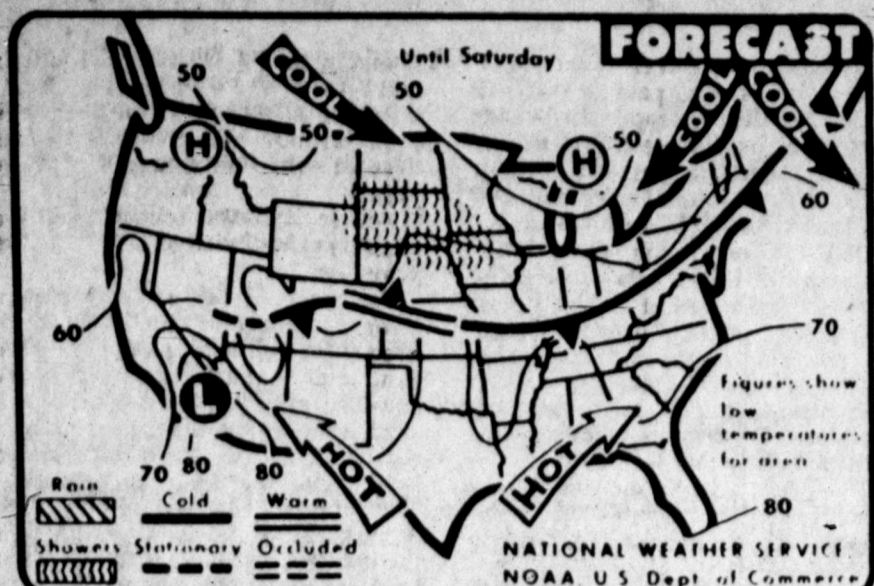 FORECAST
Until Saturday
COOL
COOL
COOL
50
50
50
50
H
H
60
60
70
L
HOT
HOT
70
80
80
80
Figures show
low
temperatures
for area
Rain
Cold
Warm
Showers
Stationary
Occluded
NATIONAL WEATHER SERVICE
NOAA U S Dept of Commerce